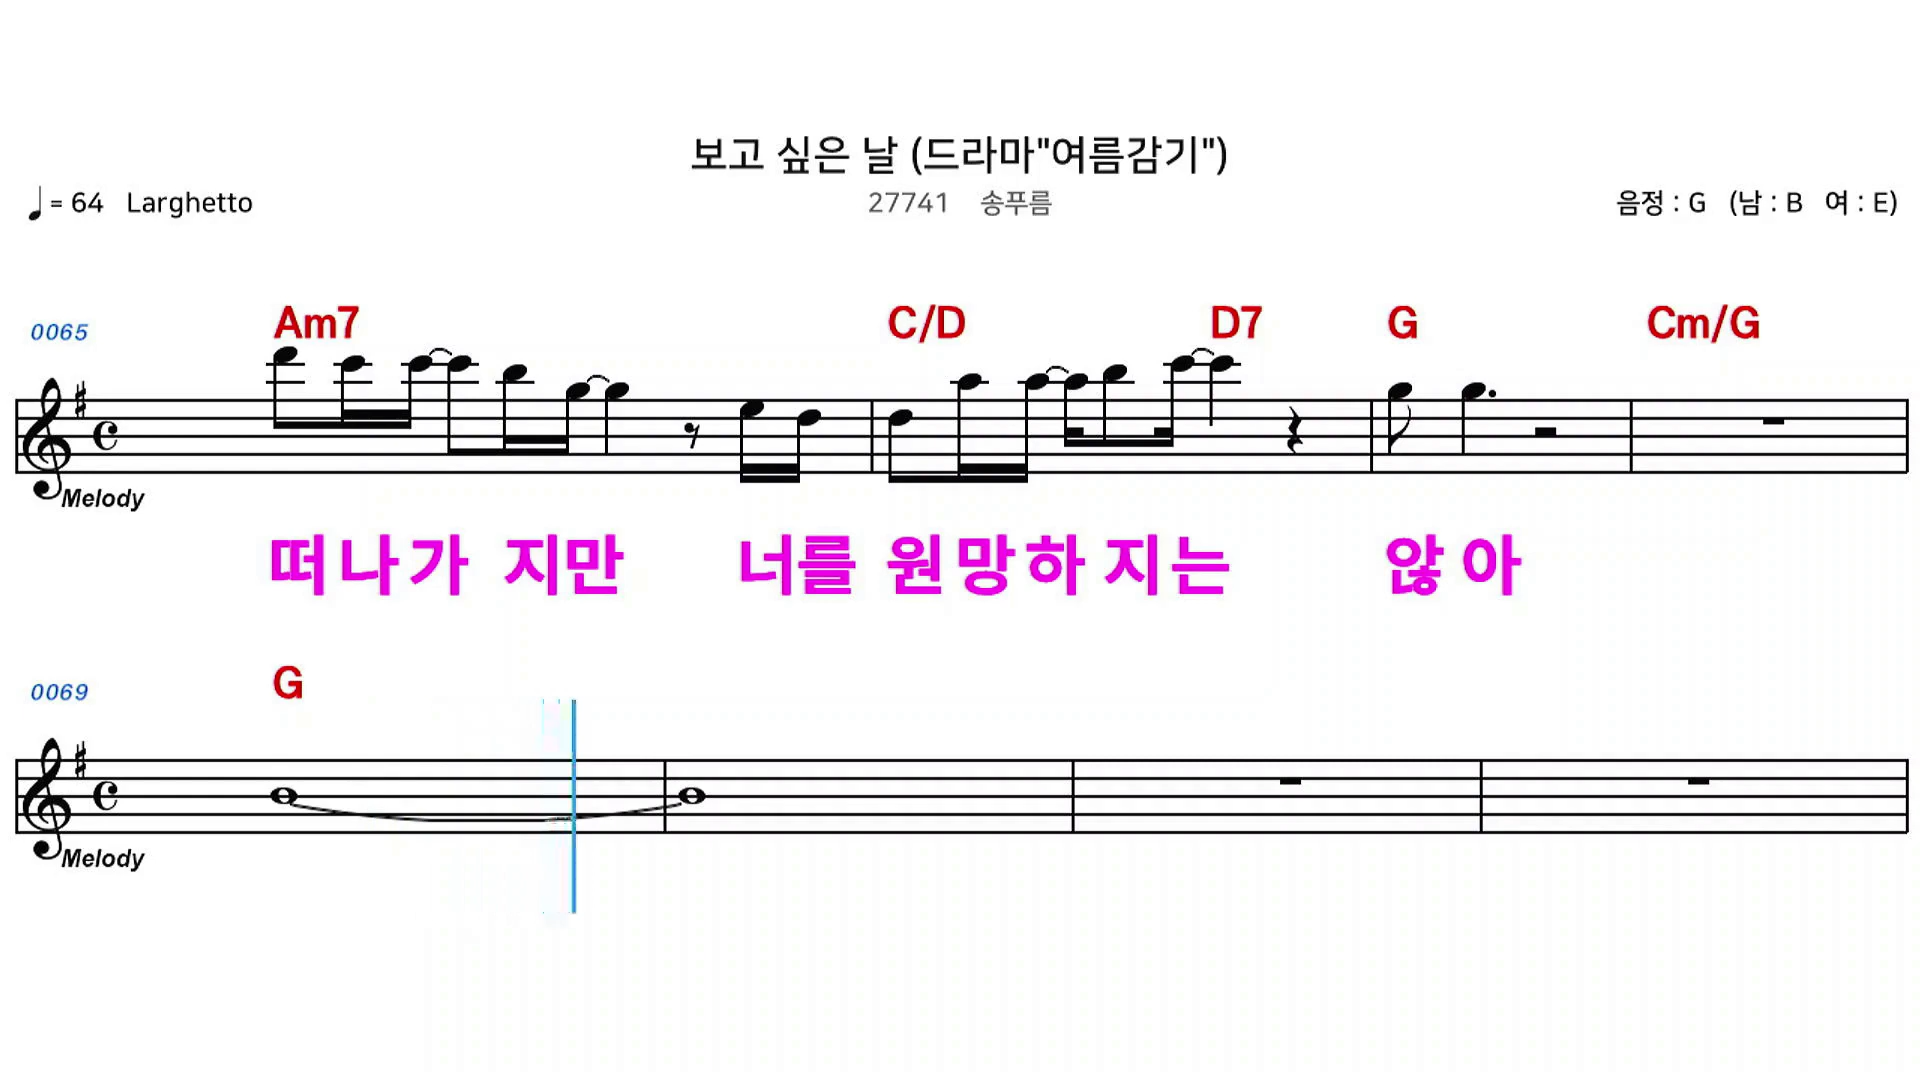 보고 싶은 날 (드라마"여름감기")
= 64 Larghetto
27741 송푸름
음정 : G (남 : B 여 : E)
0065 Am7 C/D D7 G Cm/G
Melody
떠나가 지만 너를 원망하지는 않아
0069 G
Melody